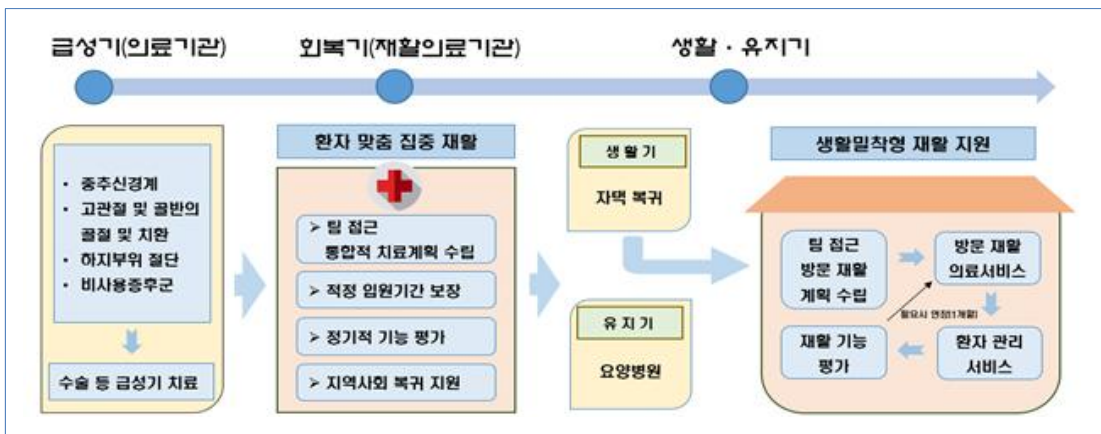 급성기(의료기관)
회복기(재활의료기관)
생활 · 유지기
• 중추신경계
• 고관절 및 골반의
골절 및 치환
• 하지부위 절단
• 비사용증후군
수술 등 급성기 치료
환자 맞춤 집중 재활
➢ 팀 접근
통합적 치료계획 수립
➢ 적정 입원기간 보장
➢ 정기적 기능 평가
➢ 지역사회 복귀 지원
생 활 기
자택 복귀
유 지 기
요양병원
생활밀착형 재활 지원
팀 접근
방문 재활
계획 수립
방문 재활
의료서비스
필요시 연장(1개월)
재활 기능
평가
환자 관리
서비스